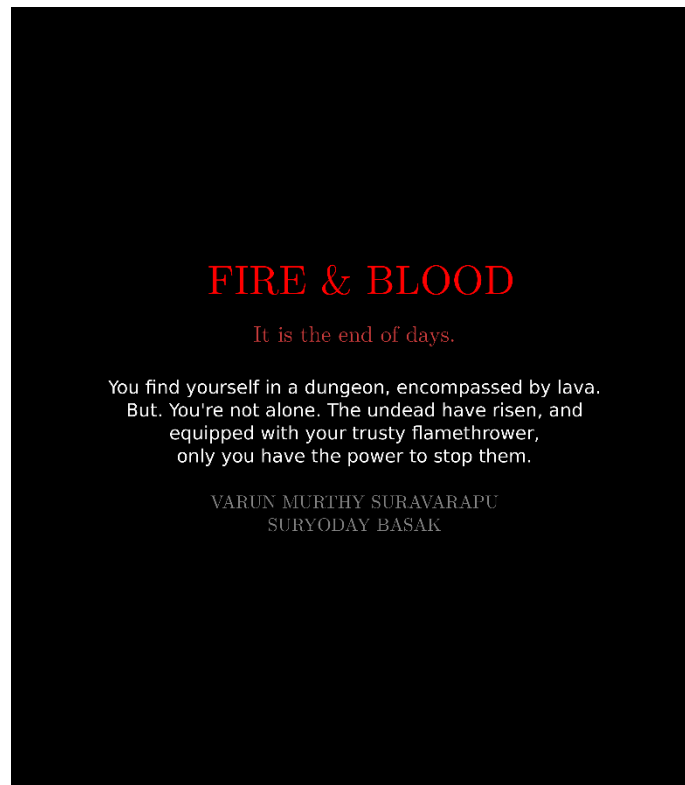 FIRE & BLOOD
It is the end of days.
You find yourself in a dungeon, encompassed by lava.
But. You're not alone. The undead have risen, and
equipped with your trusty flamethrower,
only you have the power to stop them.
VARUN MURTHY SURAVARAPU
SURYODAY BASAK